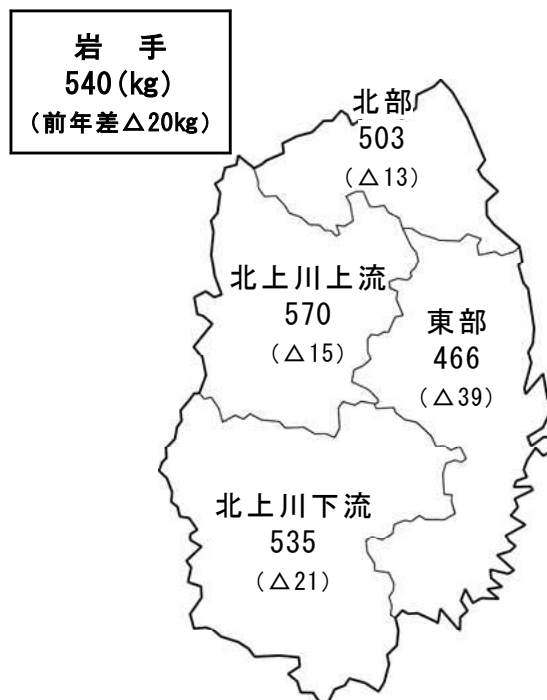 岩　手
540(kg)
(前年差△20kg)
北部
503
(△13)
北上川上流
570
(△15)
東部
466
(△39)
北上川下流
535
(△21)